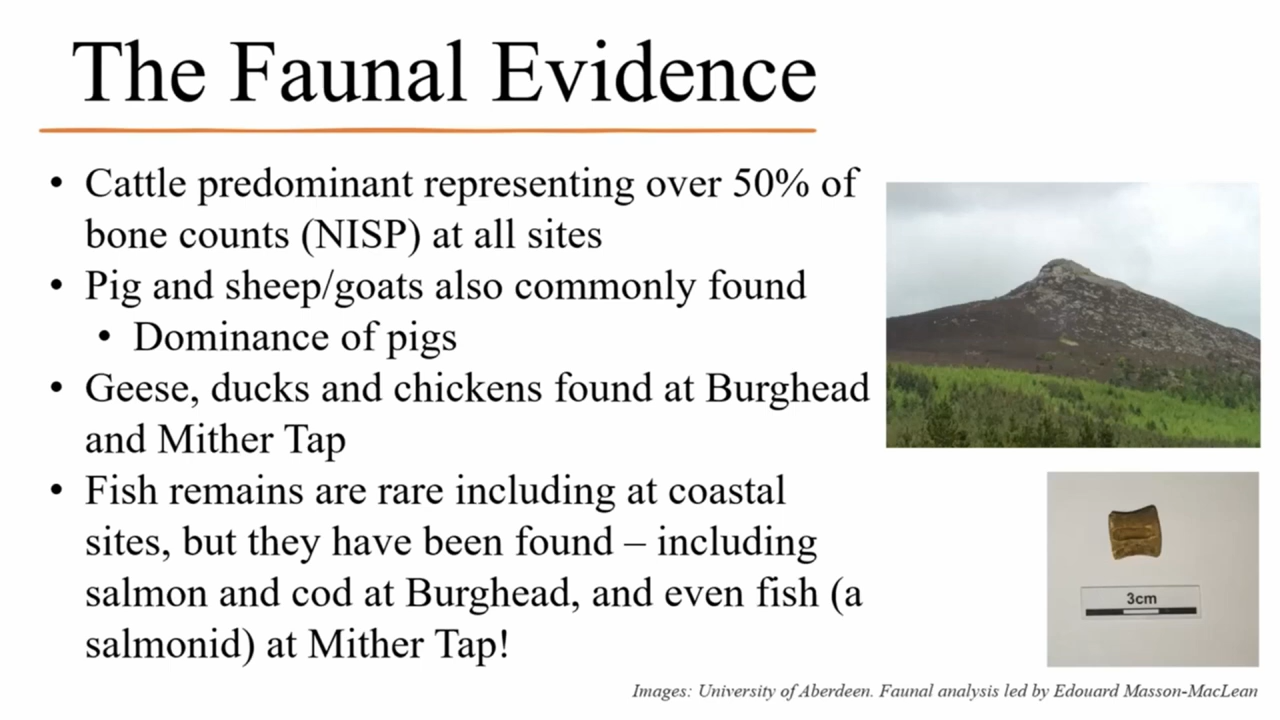 The Faunal Evidence
• Cattle predominant representing over 50% of
bone counts (NISP) at all sites
• Pig and sheep/goats also commonly found
• Dominance of pigs
• Geese, ducks and chickens found at Burghead
and Mither Tap
• Fish remains are rare including at coastal
sites, but they have been found – including
salmon and cod at Burghead, and even fish (a
salmonid) at Mither Tap!
3cm
Images: University of Aberdeen. Faunal analysis led by Edouard Masson-MacLean